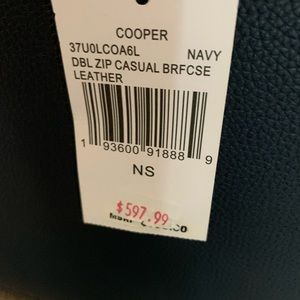 COOPER
37U0LCOA6L NAVY
DBL ZIP CASUAL BRFCSE
LEATHER
1 93600 91888 9
NS
$597.99